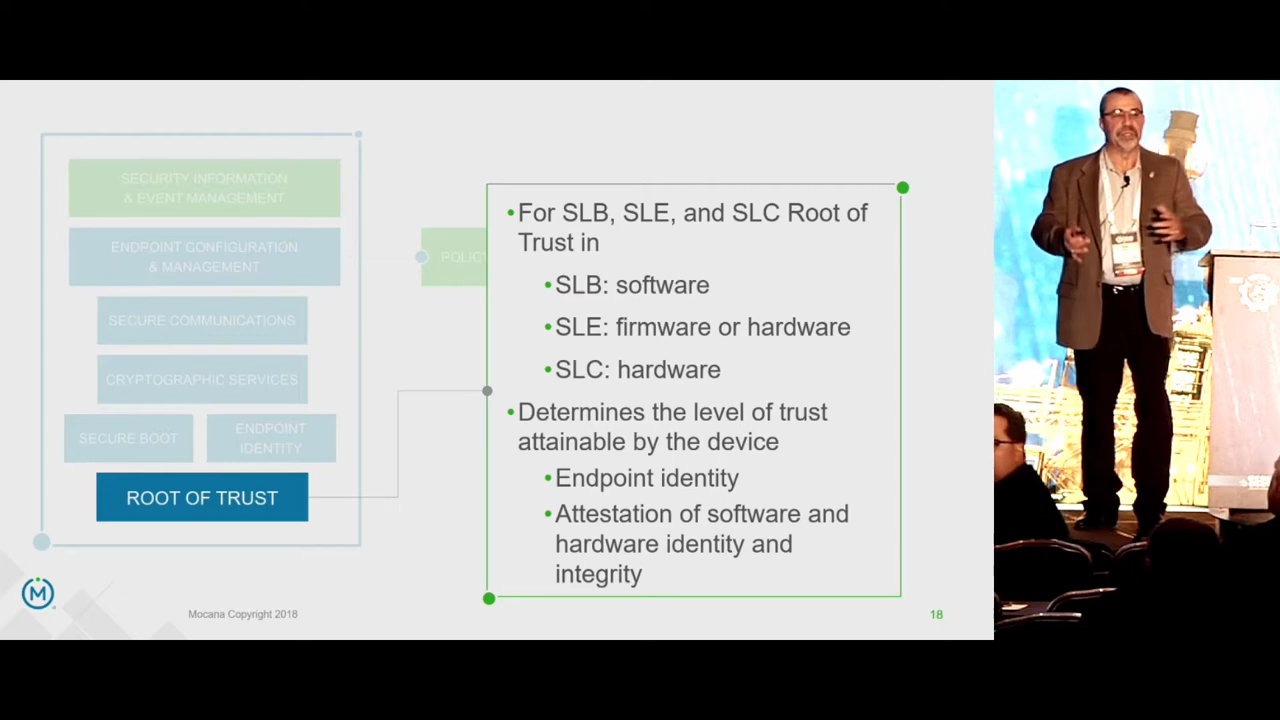 SECURITY INFORMATION
& EVENT MANAGEMENT
ENDPOINT CONFIGURATION
& MANAGEMENT
SECURE COMMUNICATIONS
CRYPTOGRAPHIC SERVICES
SECURE BOOT
ENDPOINT
IDENTITY
ROOT OF TRUST
POLICY
•For SLB, SLE, and SLC Root of
Trust in
•SLB: software
•SLE: firmware or hardware
•SLC: hardware
•Determines the level of trust
attainable by the device
•Endpoint identity
•Attestation of software and
hardware identity and
integrity
M
Mocana Copyright 2018
18